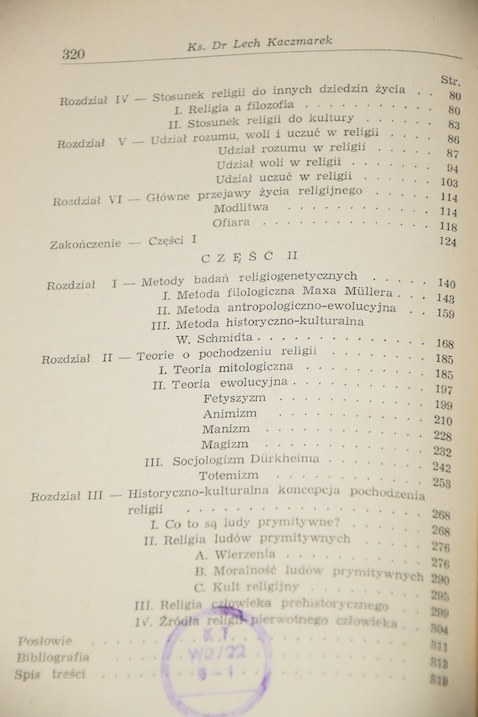 320
Ks. Dr Lech Kaczmarek
Str.
Rozdział IV — Stosunek religii do innych dziedzin życia . . 80
I. Religia a filozofia . . . . . . . . . . 80
II. Stosunek religii do kultury . . . . . 83
Rozdział V — Udział rozumu, woli i uczuć w religii . . . . 86
Udział rozumu w religii . . . . . 87
Udział woli w religii . . . . . . . 94
Udział uczuć w religii . . . . . . 103
Rozdział VI — Główne przejawy życia religijnego . . . . . 114
Modlitwa . . . . . . . . . . . 114
Ofiara . . . . . . . . . . . . 118
Zakończenie — Części I 124
CZĘŚĆ II
Rozdział I — Metody badań religiogenetycznych . . . . . 140
I. Metoda filologiczna Maxa Müllera . . . 143
II. Metoda antropologiczno-ewolucyjna . . 159
III. Metoda historyczno-kulturalna
W. Schmidta . . . . . . . . . . . . 168
Rozdział II — Teorie o pochodzeniu religii . . . . . . . 185
I. Teoria mitologiczna . . . . . . . . . 185
II. Teoria ewolucyjna . . . . . . . . . . 197
Fetyszyzm . . . . . . . . . . . 199
Animizm . . . . . . . . . . . . 210
Manizm . . . . . . . . . . . . 228
Magizm . . . . . . . . . . . . 232
III. Socjologizm Dürkheima . . . . . . . . 242
Totemizm . . . . . . . . . . . 253
Rozdział III — Historyczno-kulturalna koncepcja pochodzenia
religii . . . . . . . . . . . . . . . . 268
I. Co to są ludy prymitywne? . . . . . . 268
II. Religia ludów prymitywnych . . . . . 276
A. Wierzenia . . . . . . . . . . 276
B. Moralność ludów prymitywnych 290
C. Kult religijny . . . . . . . . . 295
III. Religia człowieka prehistorycznego . . 299
IV. Źródła religii pierwotnego człowieka . . 304
Posłowie . . . . . . . . . . . . . . . . . . . . 311
Bibliografia . . . . . . . . . . . . . . . . . . . 313
Spis treści . . . . . . . . . . . . . . . . . . . 319
W2/22